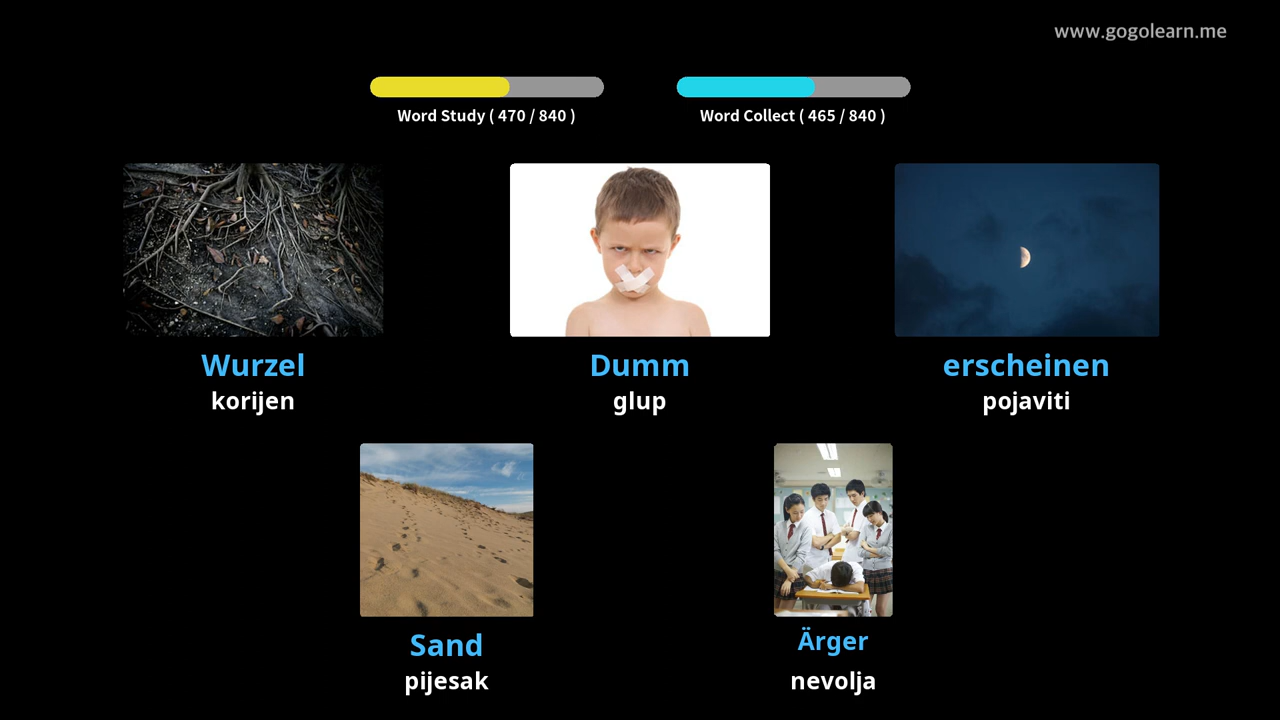 www.gogolearn.me
Word Study ( 470 / 840 )
Word Collect ( 465 / 840 )
Wurzel
korijen
Dumm
glup
erscheinen
pojaviti
Sand
pijesak
Ärger
nevolja